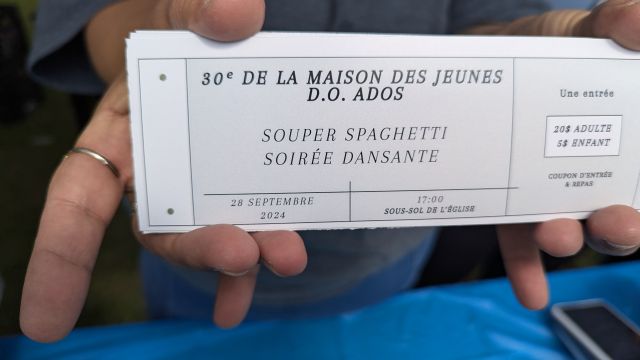 30e DE LA MAISON DES JEUNES
D.O. ADOS
SOUPER SPAGHETTI
SOIRÉE DANSANTE
28 SEPTEMBRE
2024
17:00
SOUS-SOL DE L'ÉGLISE
Une entrée
20$ ADULTE
5$ ENFANT
COUPON D'ENTRÉE
& REPAS